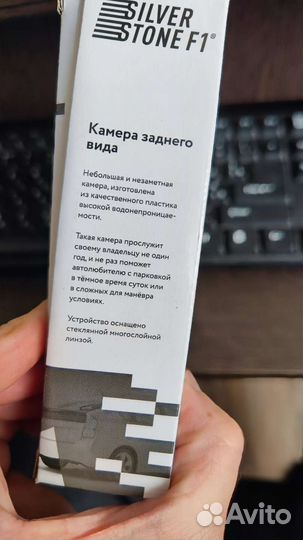 SILVER
STONE F1®
Камера заднего
вида
Небольшая и незаметная
камера, изготовлена
из качественного пластика
высокой водонепроницае-
мости.
Такая камера прослужит
своему владельцу не один
год, и не раз поможет
автолюбителю с парковкой
в тёмное время суток или
в сложных для манёвра
условиях.
Устройство оснащено
стеклянной многослойной
линзой.
Avito